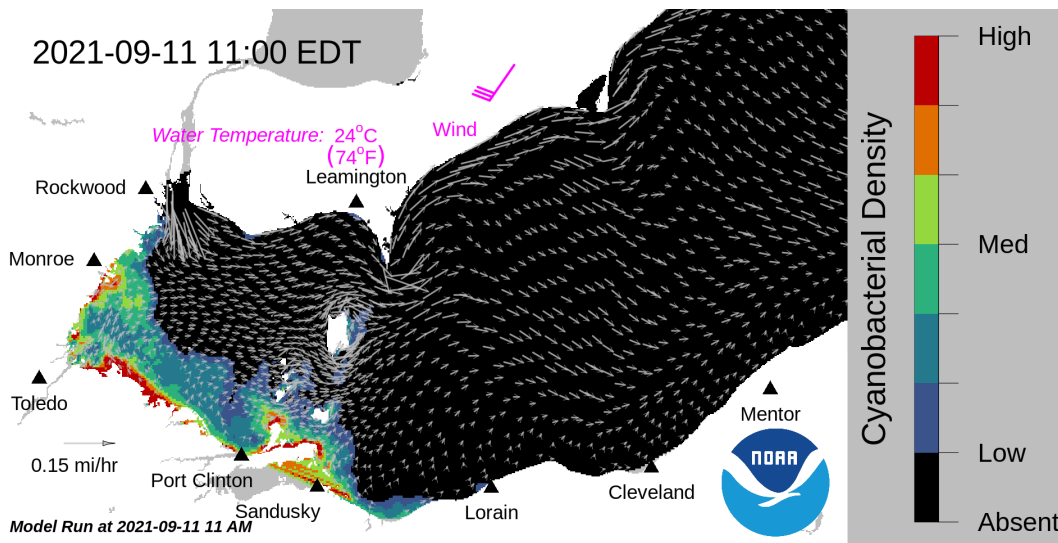 2021-09-11 11:00 EDT
High
Water Temperature: 24°C
(74°F)
Wind
Leamington
Rockwood
Monroe
Med
Cyanobacterial Density
Toledo
Mentor
0.15 mi/hr
NOAA
Low
Port Clinton
Sandusky
Lorain
Cleveland
Model Run at 2021-09-11 11 AM
Absent